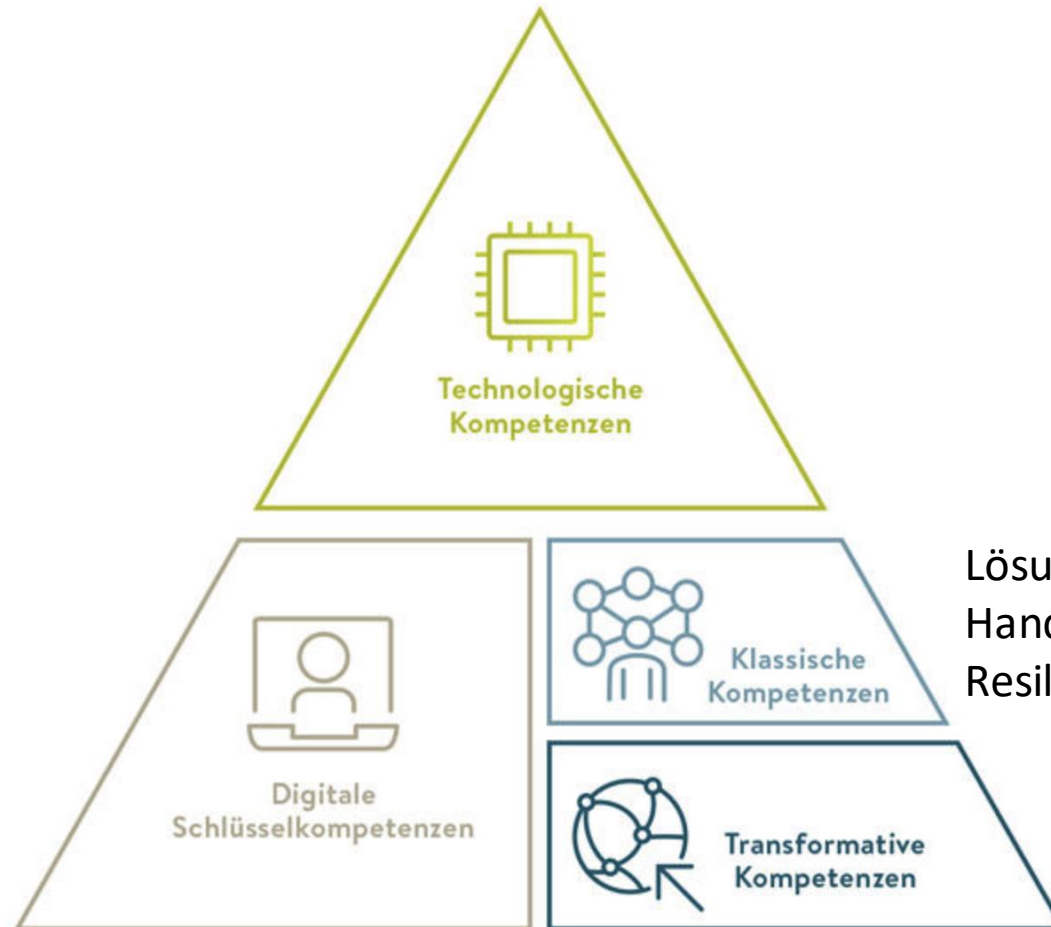 Technologische
Kompetenzen
Klassische
Kompetenzen
Digitale
Schlüsselkompetenzen
Transformative
Kompetenzen